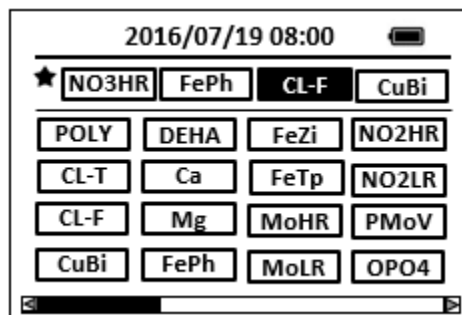 2016/07/19 08:00
NO3HR FePh CL-F CuBi
POLY DEHA FeZi NO2HR
CL-T Ca FeTp NO2LR
CL-F Mg MoHR PMoV
CuBi FePh MoLR OPO4